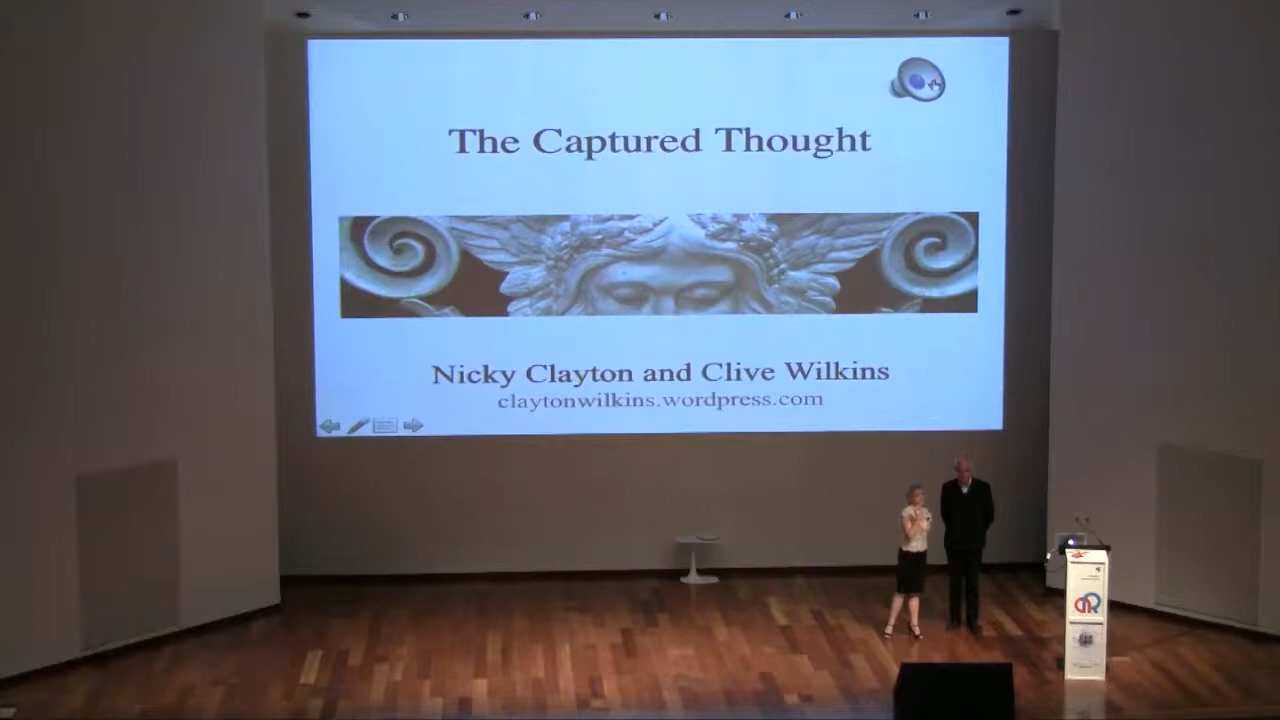 The Captured Thought
Nicky Clayton and Clive Wilkins
claytonwilkins.wordpress.com